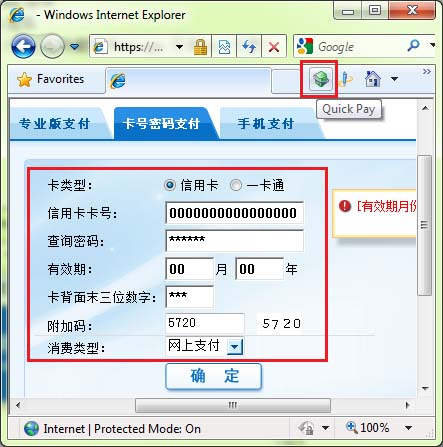 - Windows Internet Explorer
https://...
Google
Favorites
Quick Pay
专业版支付 卡号密码支付 手机支付
卡类型： 信用卡 一卡通
信用卡卡号： 0000000000000000
[有效期月份
查询密码： ******
有效期： 00 月 00 年
卡背面末三位数字： ***
附加码： 5720 5720
消费类型： 网上支付
确 定
Internet | Protected Mode: On 100%